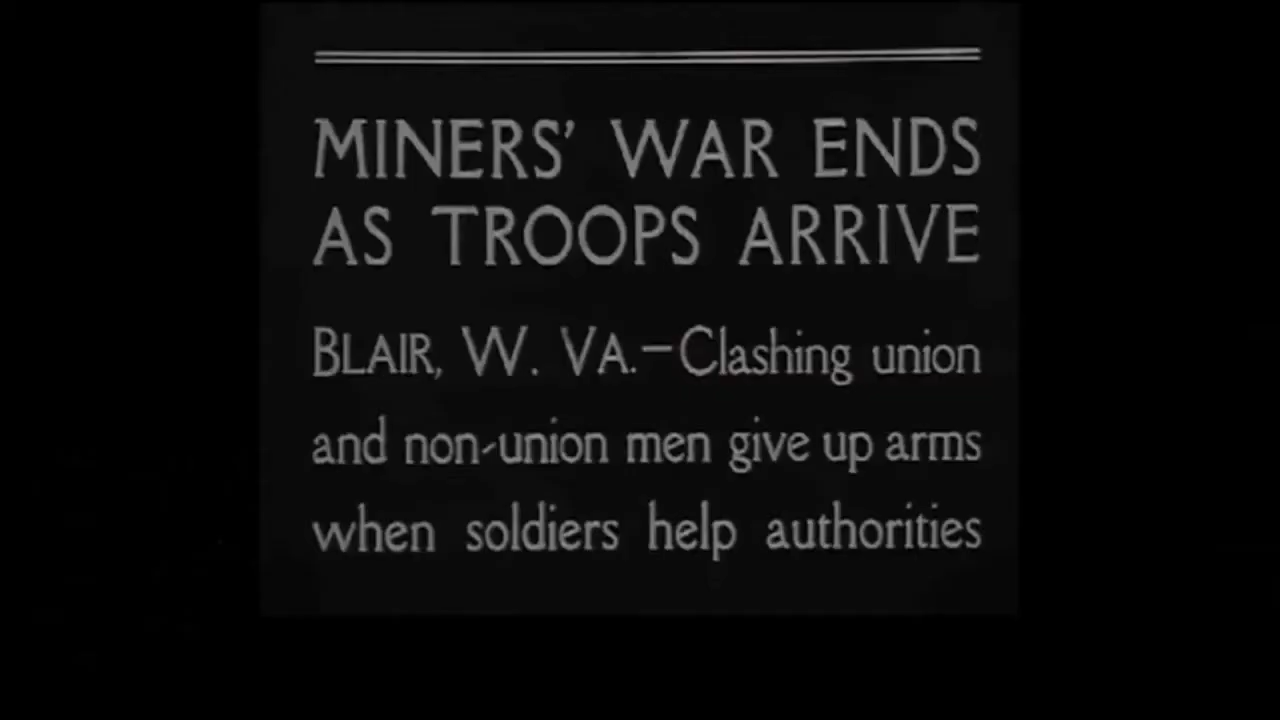 MINERS' WAR ENDS
AS TROOPS ARRIVE
BLAIR, W. VA.—Clashing union
and non-union men give up arms
when soldiers help authorities